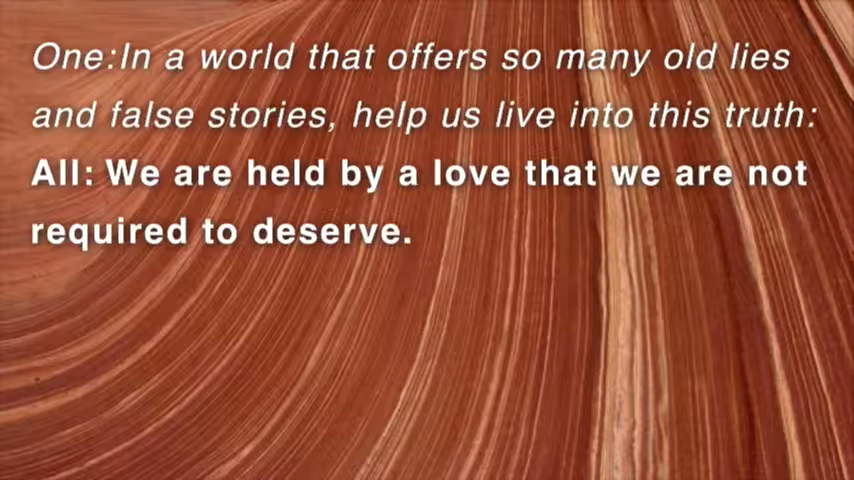 One:In a world that offers so many old lies
and false stories, help us live into this truth:
All: We are held by a love that we are not
required to deserve.